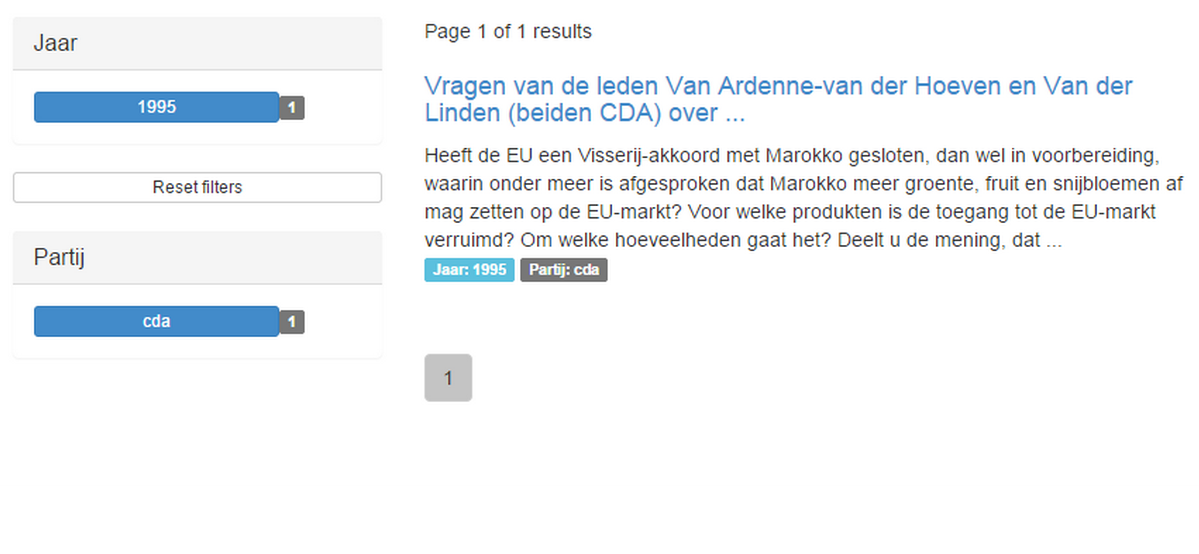 Jaar
1995 1
Reset filters
Partij
cda 1
Page 1 of 1 results
Vragen van de leden Van Ardenne-van der Hoeven en Van der
Linden (beiden CDA) over ...
Heeft de EU een Visserij-akkoord met Marokko gesloten, dan wel in voorbereiding,
waarin onder meer is afgesproken dat Marokko meer groente, fruit en snijbloemen af
mag zetten op de EU-markt? Voor welke produkten is de toegang tot de EU-markt
verruimd? Om welke hoeveelheden gaat het? Deelt u de mening, dat ...
Jaar: 1995 Partij: cda
1